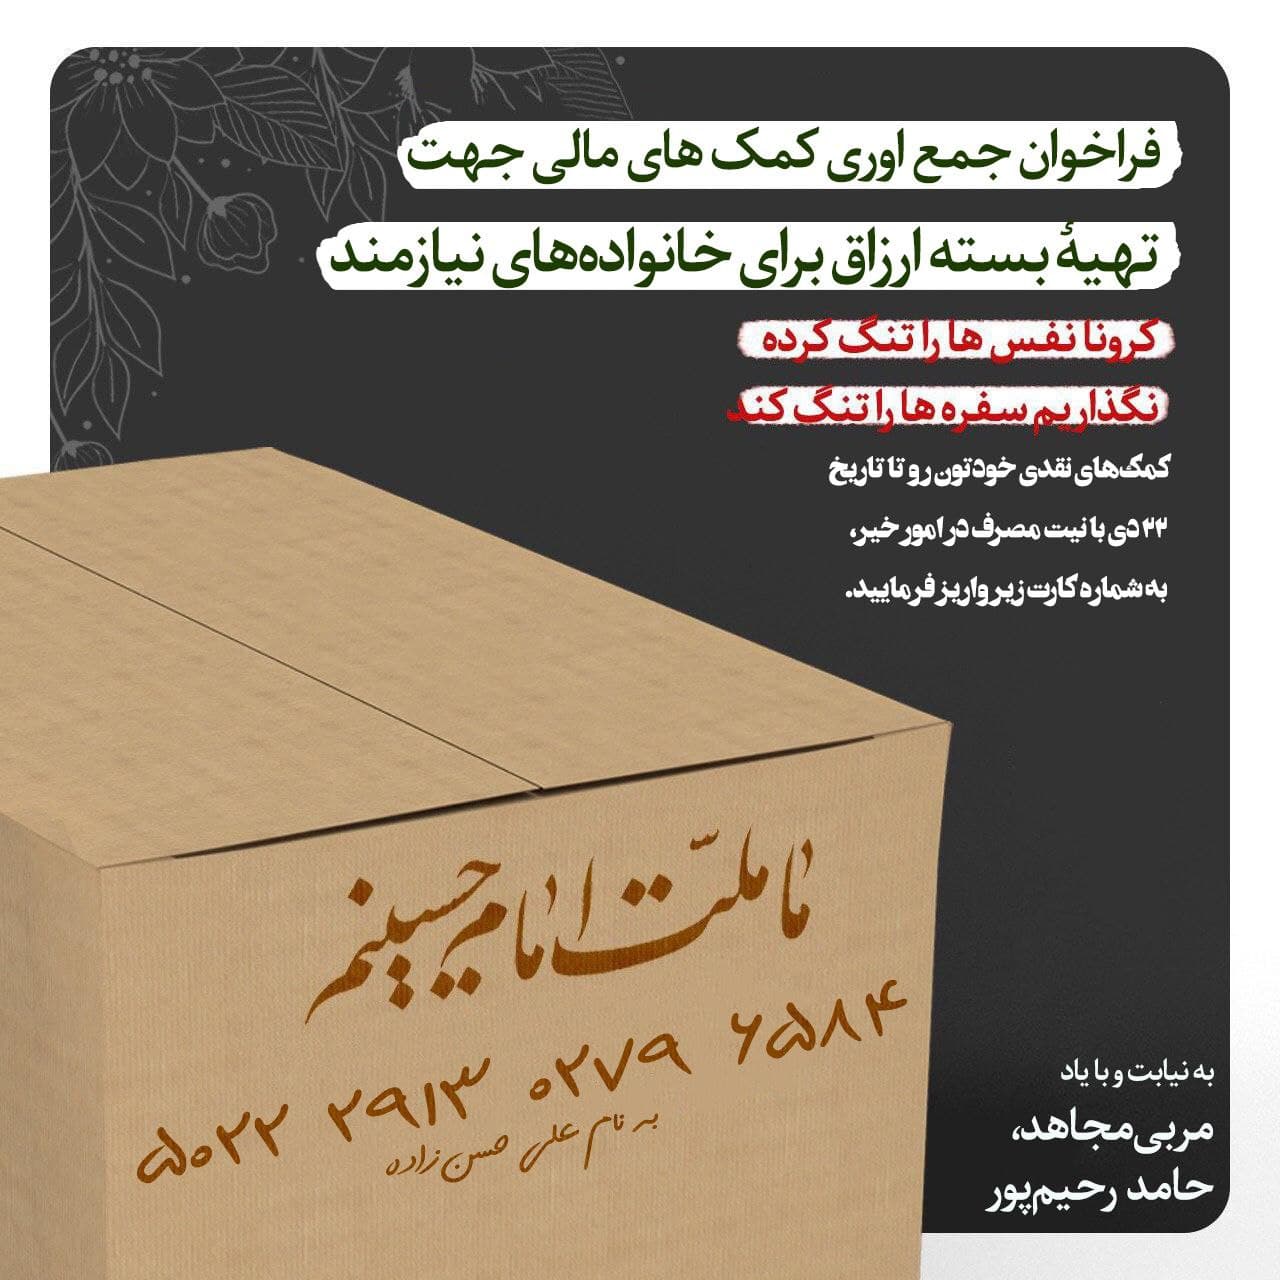 فراخوان جمع اوری کمک های مالی جهت
تهیهٔ بسته ارزاق برای خانواده‌های نیازمند
کرونا نفس ها را تنگ کرده
نگذاریم سفره ها را تنگ کند
کمک‌های نقدی خودتون رو تا تاریخ
۲۲ دی با نیت مصرف در امور خیر،
به شماره کارت زیر واریز فرمایید.
ما ملّت امام حسینیم
۵۰۲۲ ۲۹۱۳ ۰۲۷۹ ۶۵۸۴
به نام علی حسن زاده
به نیابت و با یاد
مربی مجاهد،
حامد رحیم‌پور